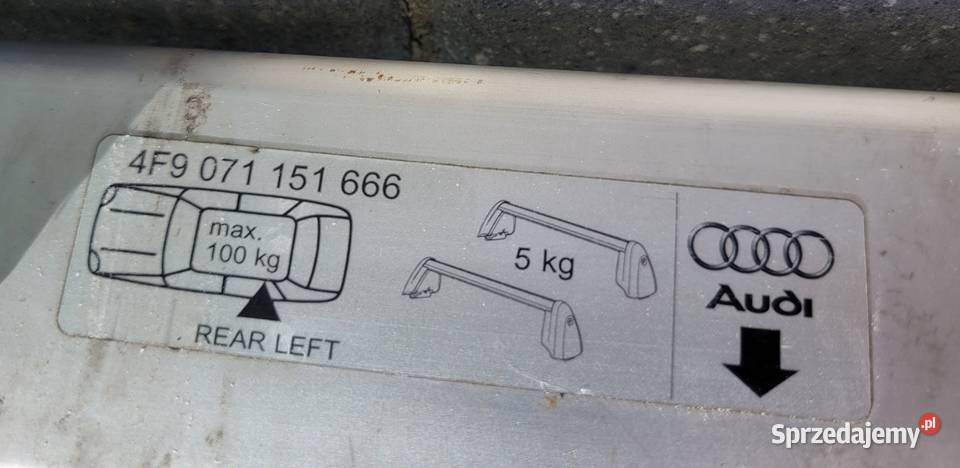 4F9 071 151 666
max.
100 kg
REAR LEFT
5 kg
Audi
Sprzedajemy.pl